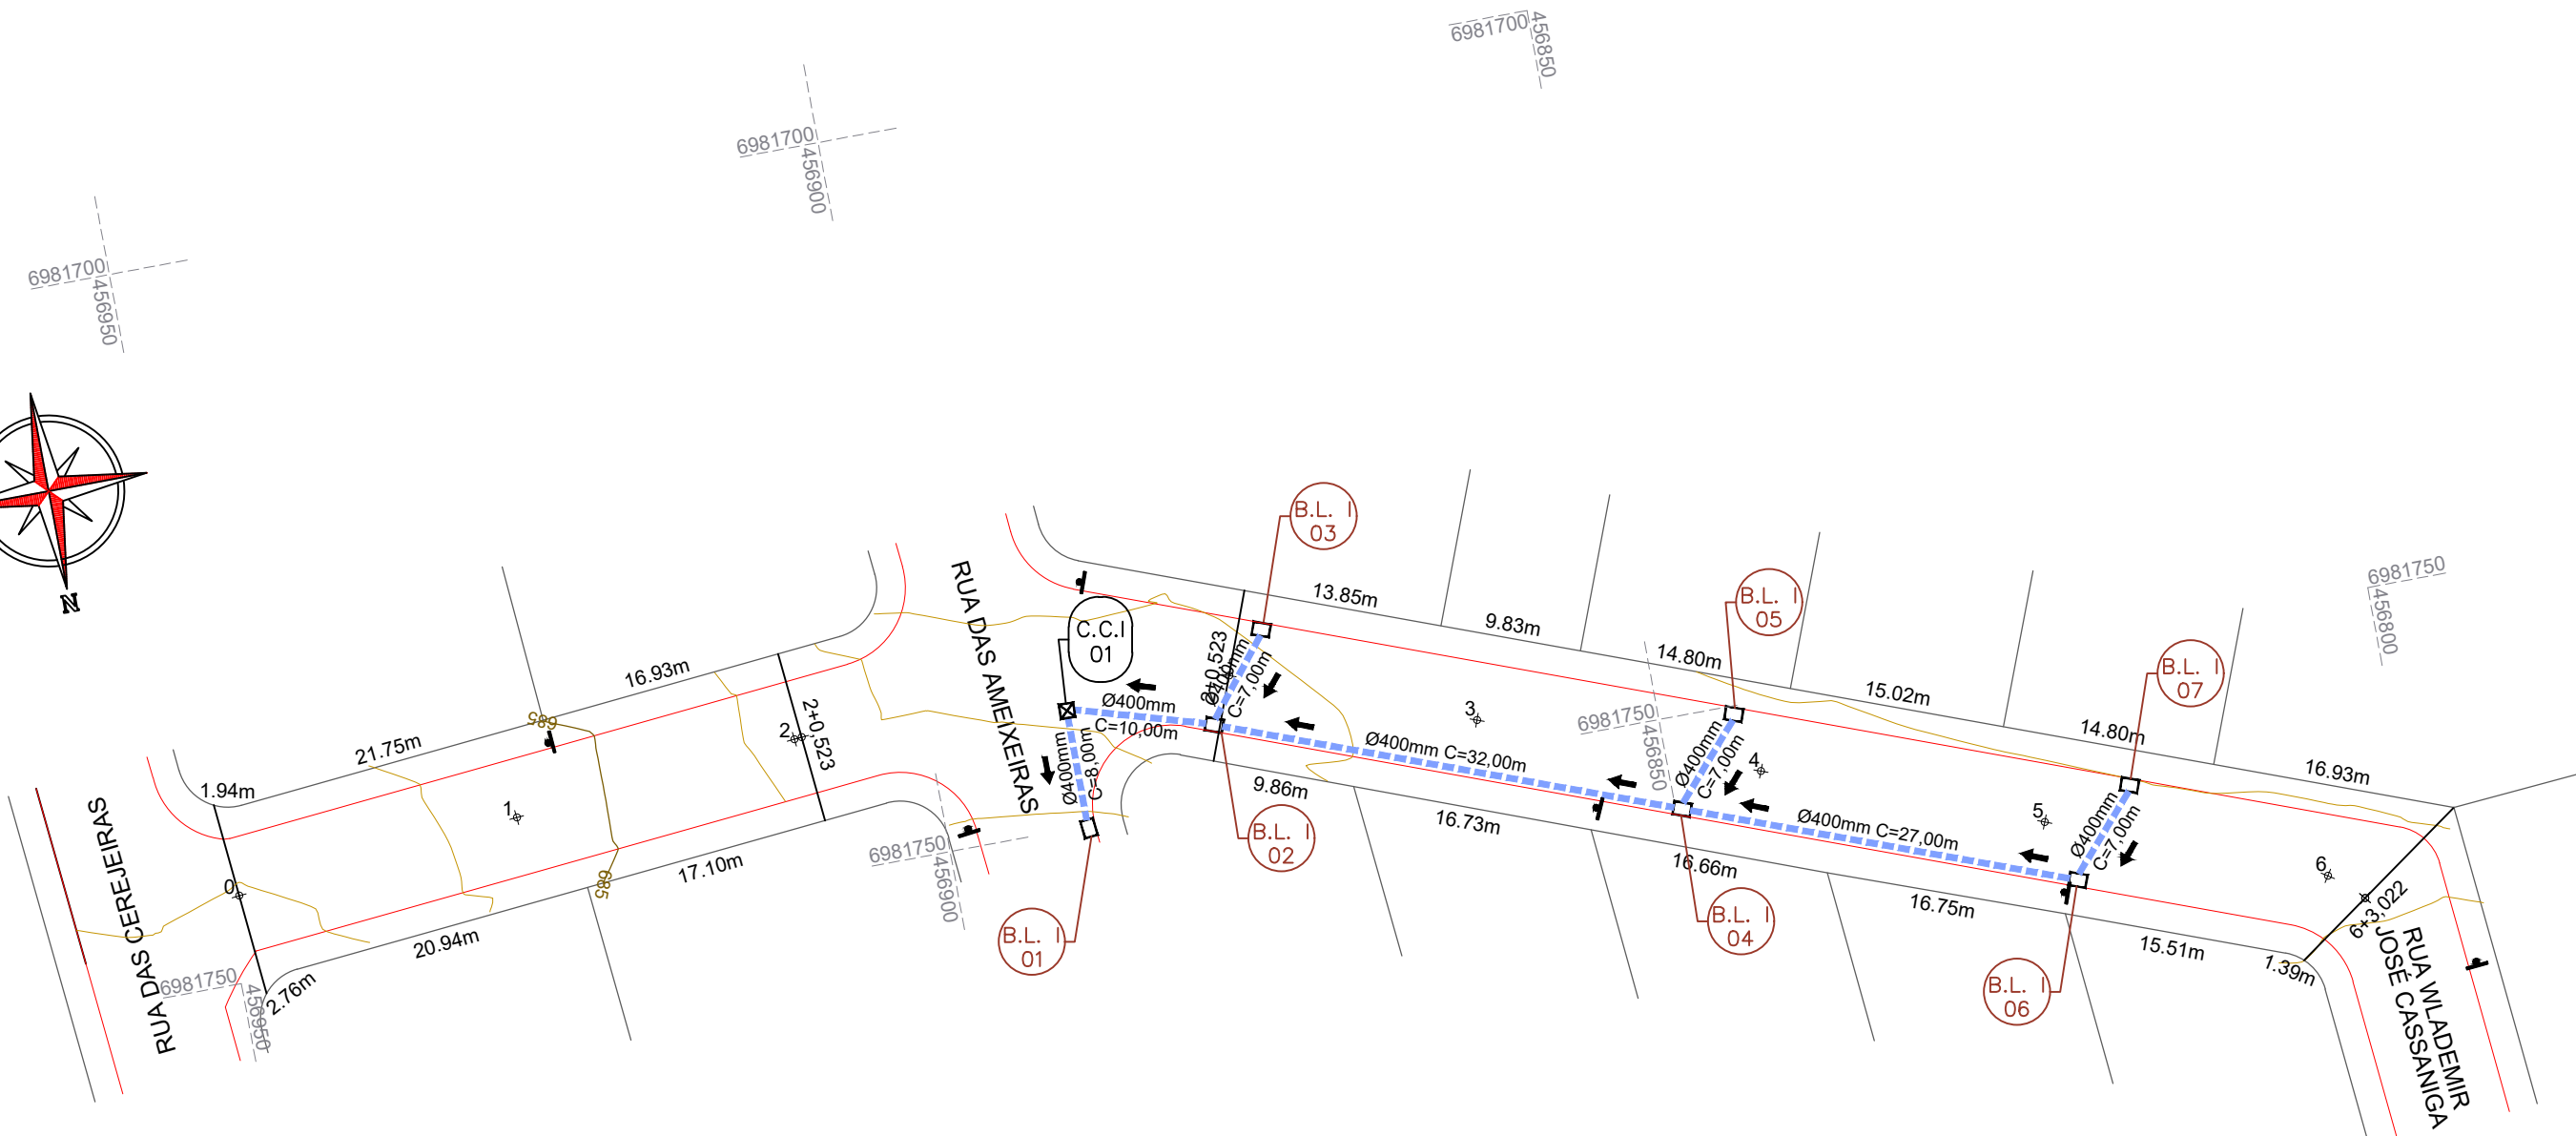 6981700
456850
6981700
456900
6981700
456950
N
B.L. I
03
13.85m
9.83m
B.L. I
05
6981750
456800
RUA DAS AMEIXEIRAS
C.C.I
01
14.80m
B.L. I
07
16.93m
2+0,523
Ø400mm
C=7,00m
15.02m
14.80m
16.93m
685
21.75m
2
2+0,523
Ø400mm
C=10,00m
Ø400mm
C=8,00m
3
Ø400mm C=32,00m
6981750
456850
Ø400mm
C=7,00m
4
1.94m
RUA DAS CEREJEIRAS
1
9.86m
16.73m
Ø400mm C=27,00m
5
Ø400mm
C=7,00m
6
0
685
17.10m
6981750
456900
B.L. I
02
16.66m
16.75m
6+3,022
20.94m
B.L. I
01
B.L. I
04
15.51m
1.39m
6981750
456950
2.76m
B.L. I
06
RUA WLADEMIR
JOSÉ CASSANIGA